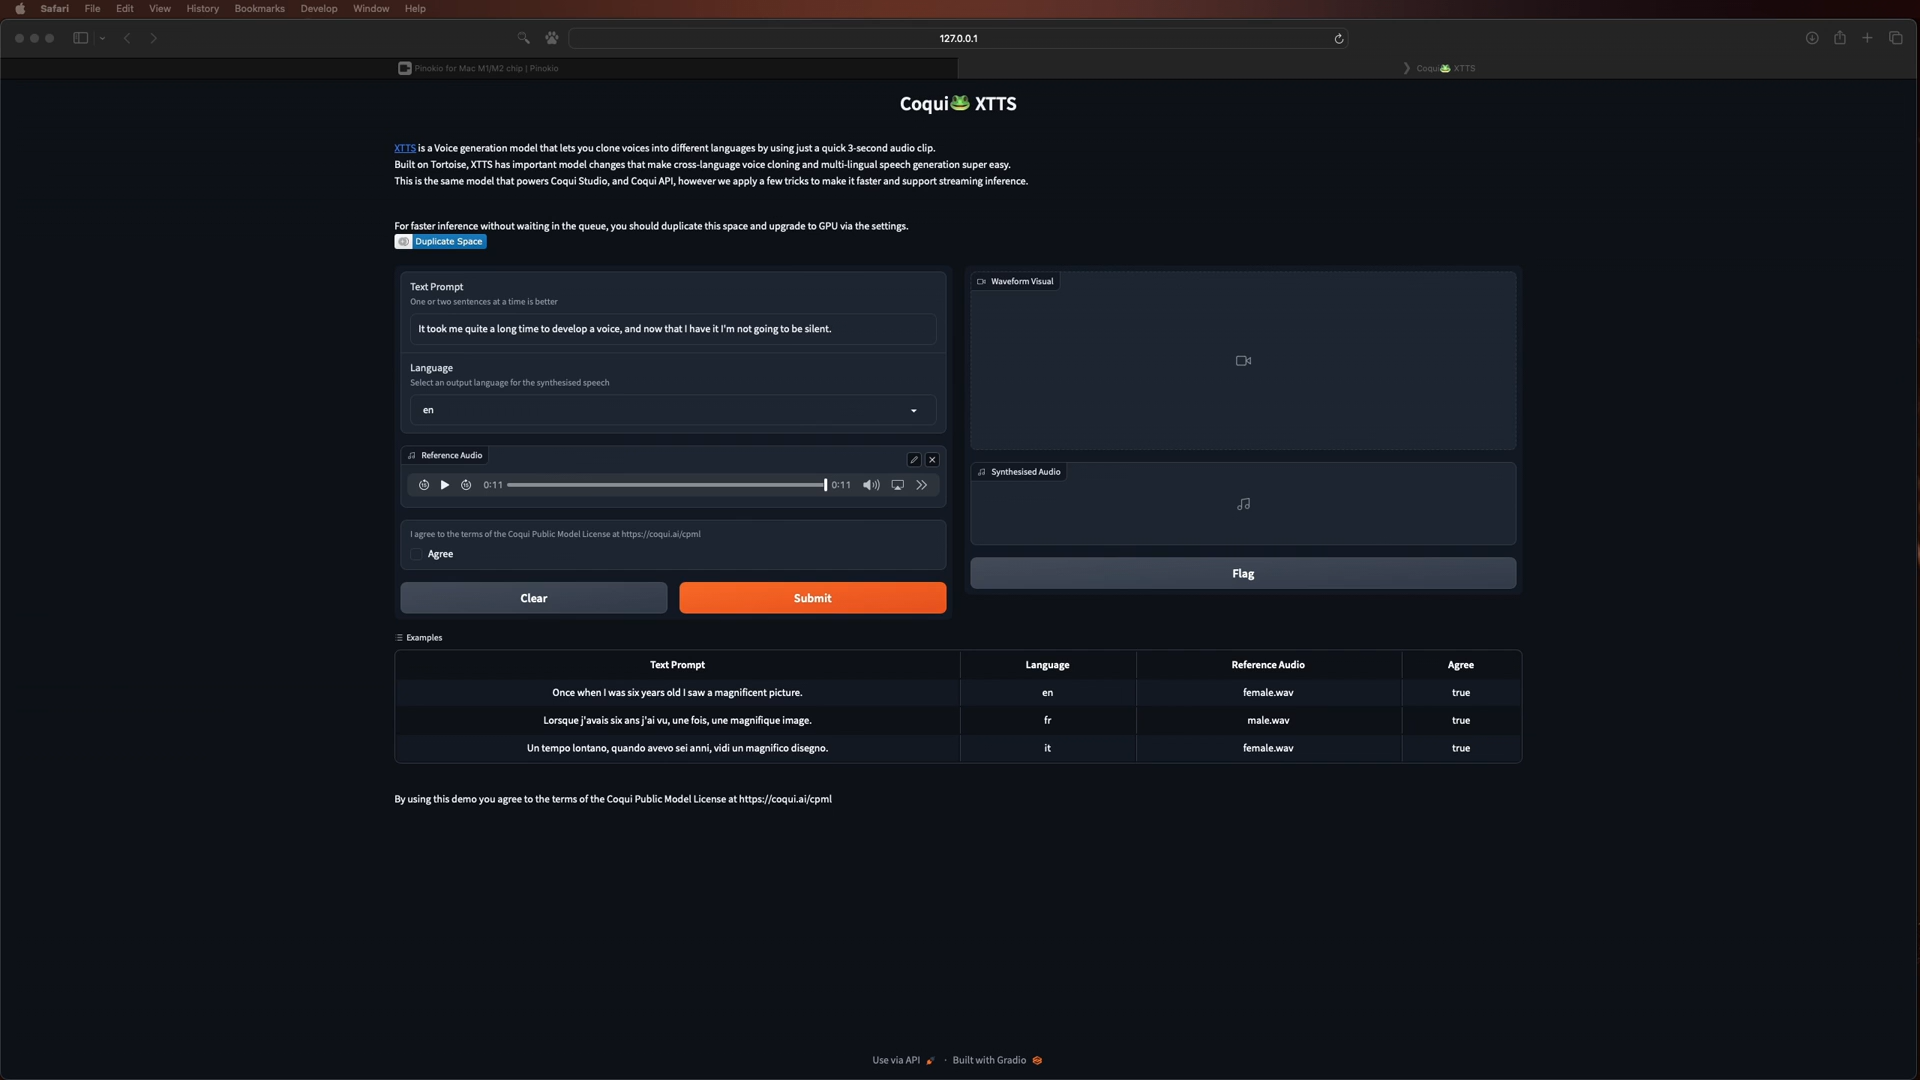 Safari File Edit View History Bookmarks Develop Window Help
127.0.0.1
Pinokio for Mac M1/M2 chip | Pinokio
Coqui🐸 XTTS
Coqui🐸 XTTS
XTTS is a Voice generation model that lets you clone voices into different languages by using just a quick 3-second audio clip.
Built on Tortoise, XTTS has important model changes that make cross-language voice cloning and multi-lingual speech generation super easy.
This is the same model that powers Coqui Studio, and Coqui API, however we apply a few tricks to make it faster and support streaming inference.
For faster inference without waiting in the queue, you should duplicate this space and upgrade to GPU via the settings.
Duplicate Space
Text Prompt
One or two sentences at a time is better
It took me quite a long time to develop a voice, and now that I have it I'm not going to be silent.
Language
Select an output language for the synthesised speech
en
Reference Audio
0:11 0:11
I agree to the terms of the Coqui Public Model License at https://coqui.ai/cpml
Agree
Clear Submit
Waveform Visual
Synthesised Audio
Flag
Examples
Text Prompt Language Reference Audio Agree
Once when I was six years old I saw a magnificent picture. en female.wav true
Lorsque j'avais six ans j'ai vu, une fois, une magnifique image. fr male.wav true
Un tempo lontano, quando avevo sei anni, vidi un magnifico disegno. it female.wav true
By using this demo you agree to the terms of the Coqui Public Model License at https://coqui.ai/cpml
Use via API · Built with Gradio